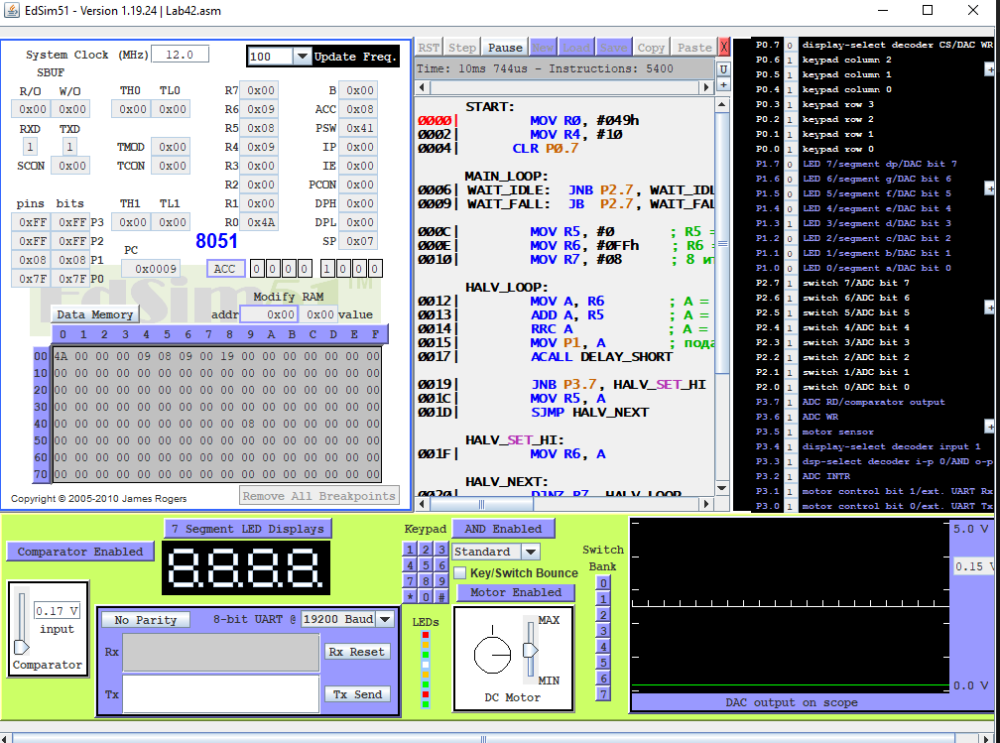 EdSim51 - Version 1.19.24 | Lab42.asm
System Clock (MHz) 12.0
100 Update Freq.
SBUF
R/O W/O TH0 TL0
0x00 0x00 0x00 0x00
RXD TXD
1 1
TMOD 0x00
SCON 0x00 TCON 0x00
R7 0x00 B 0x00
R6 0x09 ACC 0x08
R5 0x08 PSW 0x41
R4 0x09 IP 0x00
R3 0x00 IE 0x00
R2 0x00 PCON 0x00
R1 0x00 DPH 0x00
R0 0x4A DPL 0x00
SP 0x07
pins bits TH1 TL1
0xFF 0xFF P3 0x00 0x00
0xFF 0xFF P2
0x08 0x08 P1
0x7F 0x7F P0
8051
PC
0x0009
ACC 0 0 0 0 1 0 0 0
EdSim51™
Modify RAM
Data Memory addr 0x00 0x00 value
0 1 2 3 4 5 6 7 8 9 A B C D E F
00 4A 00 00 00 09 08 09 00 19 00 00 00 00 00 00 00
10 00 00 00 00 00 00 00 00 00 00 00 00 00 00 00 00
20 00 00 00 00 00 00 00 00 00 00 00 00 00 00 00 00
30 00 00 00 00 00 00 00 00 00 00 00 00 00 00 00 00
40 00 00 00 00 00 00 00 00 00 08 00 00 00 00 00 00
50 00 00 00 00 00 00 00 00 00 00 00 00 00 00 00 00
60 00 00 00 00 00 00 00 00 00 00 00 00 00 00 00 00
70 00 00 00 00 00 00 00 00 00 00 00 00 00 00 00 00
Copyright © 2005-2010 James Rogers
Remove All Breakpoints
RST Step Pause New Load Save Copy Paste X
Time: 10ms 744us - Instructions: 5400
U
START:
0000| MOV R0, #049h
0002| MOV R4, #10
0004| CLR P0.7
MAIN_LOOP:
0006| WAIT_IDLE: JNB P2.7, WAIT_IDL
0009| WAIT_FALL: JB P2.7, WAIT_FAL
000C| MOV R5, #0 ; R5 =
000E| MOV R6, #0FFh ; R6 =
0010| MOV R7, #08 ; 8 ит
HALV_LOOP:
0012| MOV A, R6 ; A =
0013| ADD A, R5 ; A =
0014| RRC A ; A =
0015| MOV P1, A ; пода
0017| ACALL DELAY_SHORT
0019| JNB P3.7, HALV_SET_HI
001C| MOV R5, A
001D| SJMP HALV_NEXT
HALV_SET_HI:
001F| MOV R6, A
HALV_NEXT:
0020| DJNZ R7, HALV_LOOP
P0.7 0 display-select decoder CS/DAC WR
P0.6 1 keypad column 2
P0.5 1 keypad column 1
P0.4 1 keypad column 0
P0.3 1 keypad row 3
P0.2 1 keypad row 2
P0.1 1 keypad row 1
P0.0 1 keypad row 0
P1.7 0 LED 7/segment dp/DAC bit 7
P1.6 0 LED 6/segment g/DAC bit 6
P1.5 0 LED 5/segment f/DAC bit 5
P1.4 0 LED 4/segment e/DAC bit 4
P1.3 1 LED 3/segment d/DAC bit 3
P1.2 0 LED 2/segment c/DAC bit 2
P1.1 0 LED 1/segment b/DAC bit 1
P1.0 0 LED 0/segment a/DAC bit 0
P2.7 1 switch 7/ADC bit 7
P2.6 1 switch 6/ADC bit 6
P2.5 1 switch 5/ADC bit 5
P2.4 1 switch 4/ADC bit 4
P2.3 1 switch 3/ADC bit 3
P2.2 1 switch 2/ADC bit 2
P2.1 1 switch 1/ADC bit 1
P2.0 1 switch 0/ADC bit 0
P3.7 1 ADC RD/comparator output
P3.6 1 ADC WR
P3.5 1 motor sensor
P3.4 1 display-select decoder input 1
P3.3 1 dsp-select decoder i-p 0/AND o-p
P3.2 1 ADC INTR
P3.1 1 motor control bit 1/ext. UART Rx
P3.0 1 motor control bit 0/ext. UART Tx
Comparator Enabled
7 Segment LED Displays
8.8.8.8.
0.17 V
input
Comparator
No Parity 8-bit UART @ 19200 Baud
Rx Rx Reset
Tx Tx Send
Keypad
1 2 3
4 5 6
7 8 9
* 0 #
LEDs
AND Enabled
Standard
Key/Switch Bounce
Motor Enabled
MAX
MIN
DC Motor
Switch
Bank
0
1
2
3
4
5
6
7
5.0 V
0.15 V
0.0 V
DAC output on scope